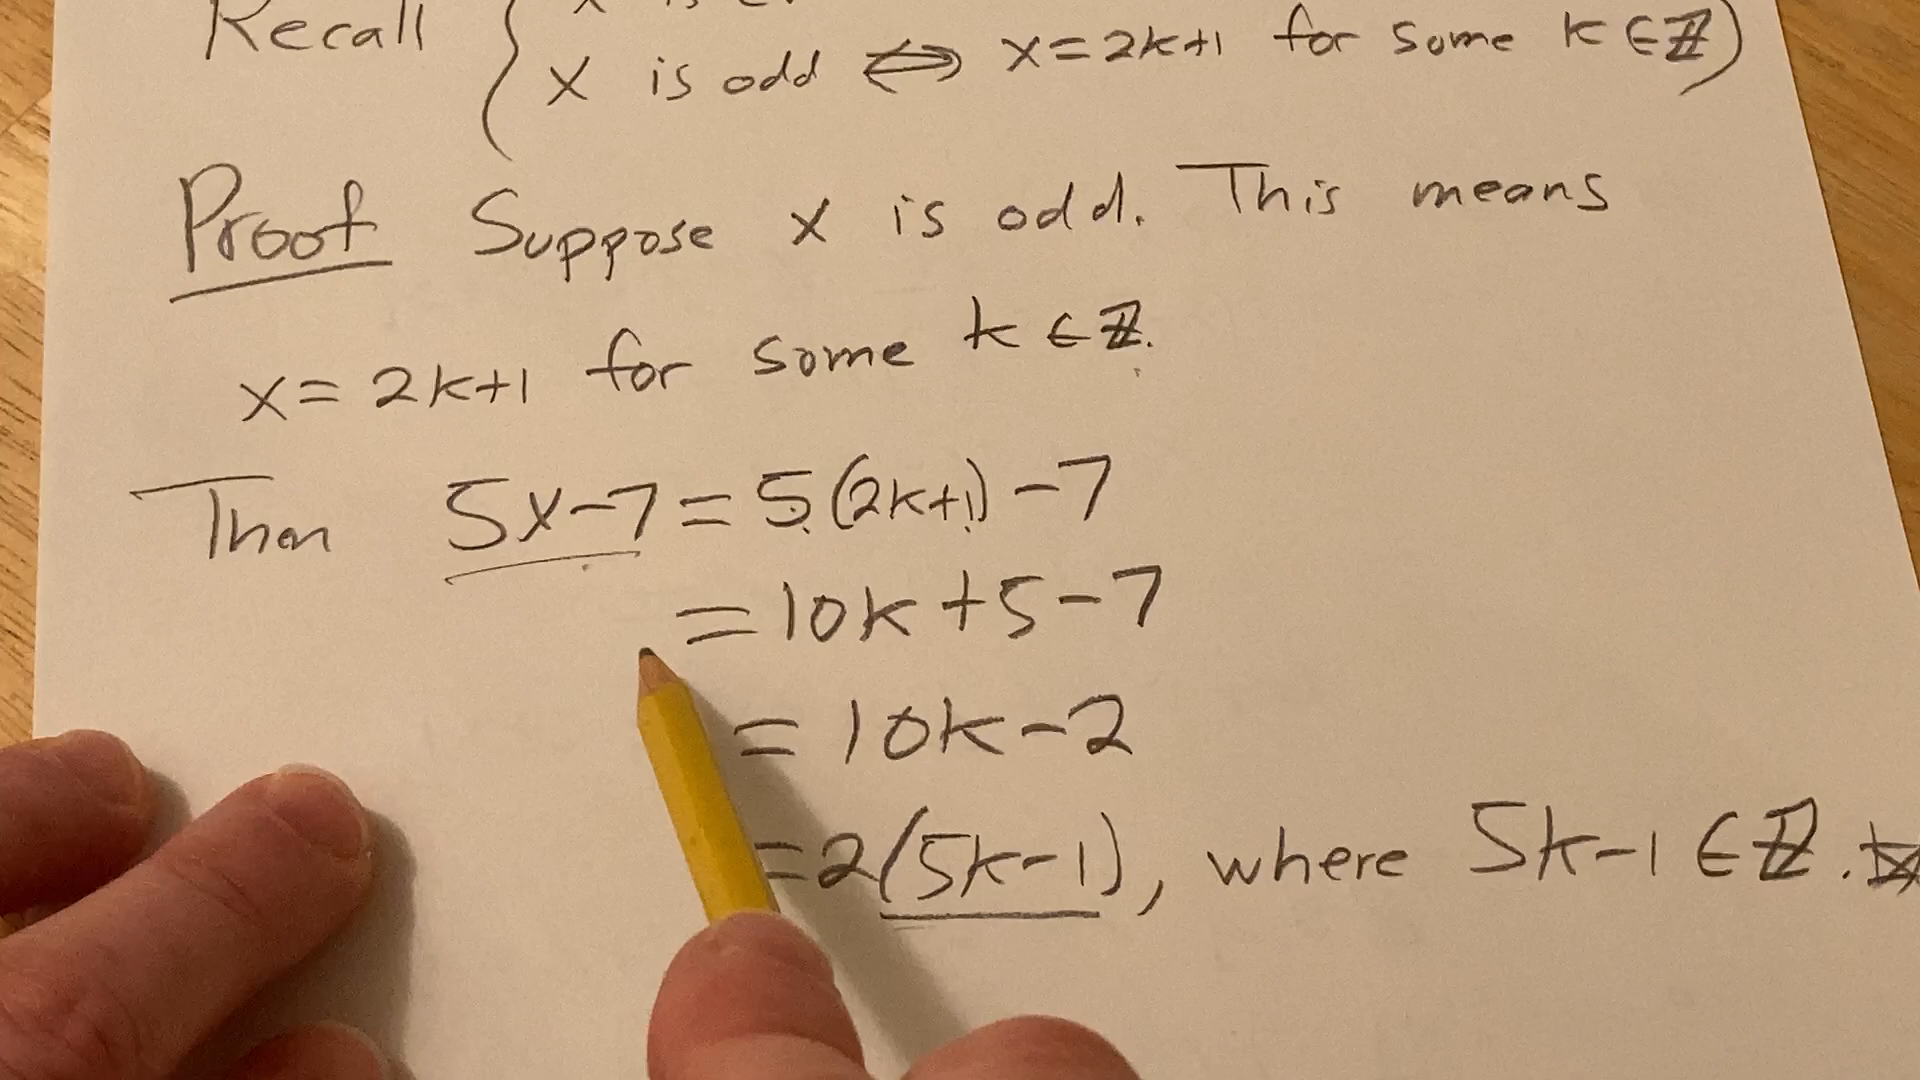 Recall { x is
x is odd ⟺ x=2k+1 for some k∈ℤ)
Proof Suppose x is odd. This means
x=2k+1 for some k∈ℤ.
Then 5x-7=5(2k+1)-7
=10k+5-7
=10k-2
=2(5k-1), where 5k-1∈ℤ.